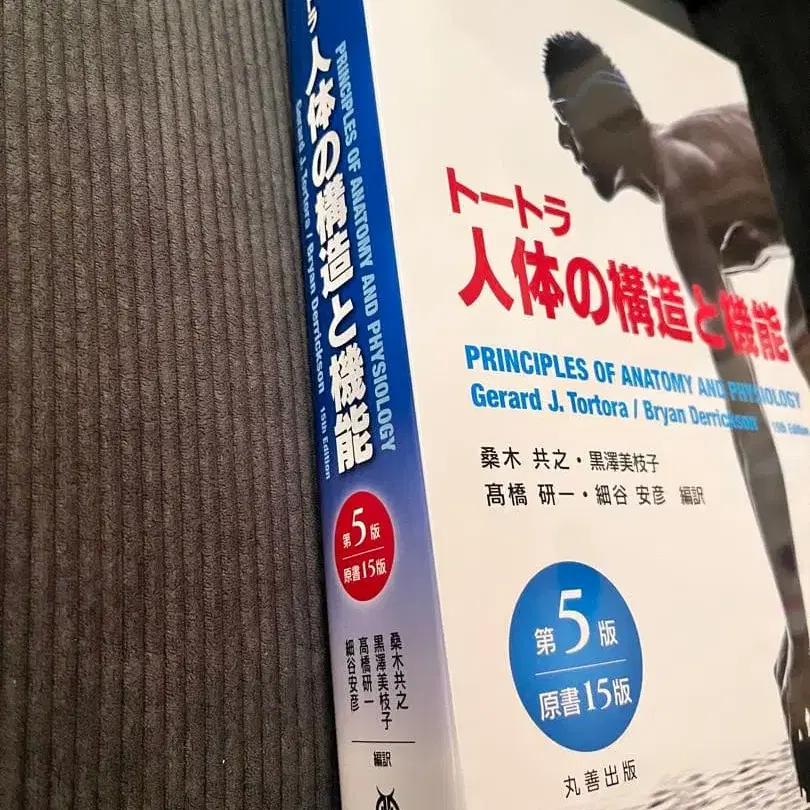 トートラ
人体の構造と機能
PRINCIPLES OF ANATOMY AND PHYSIOLOGY
Gerard J. Tortora / Bryan Derrickson 15th Edition
桑木 共之・黒澤美枝子
髙橋 研一・細谷 安彦 編訳
第5版
原書15版
丸善出版
トラ 人体の構造と機能
PRINCIPLES OF ANATOMY AND PHYSIOLOGY
Gerard J. Tortora / Bryan Derrickson 15th Edition
第5版
原書15版
桑木共之
黒澤美枝子
髙橋研一
細谷安彦
編訳